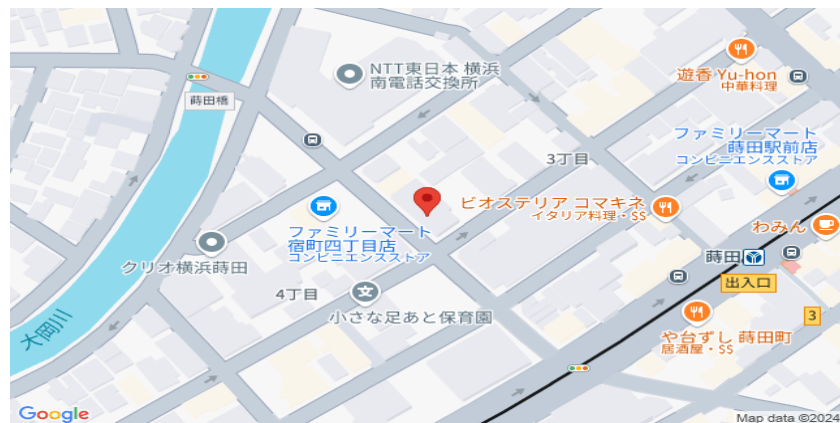 NTT東日本 横浜
南電話交換所
遊香 Yu-hon
中華料理
蒔田橋
ファミリーマート
蒔田駅前店
コンビニエンスストア
3丁目
ビオステリア コマキネ
イタリア料理・$$
わみん
ファミリーマート
宿町四丁目店
コンビニエンスストア
クリオ横浜蒔田
蒔田
出入口
4丁目
文
小さな足あと保育園
3
や台ずし 蒔田町
居酒屋・$$
大岡川
Google
Map data ©2024